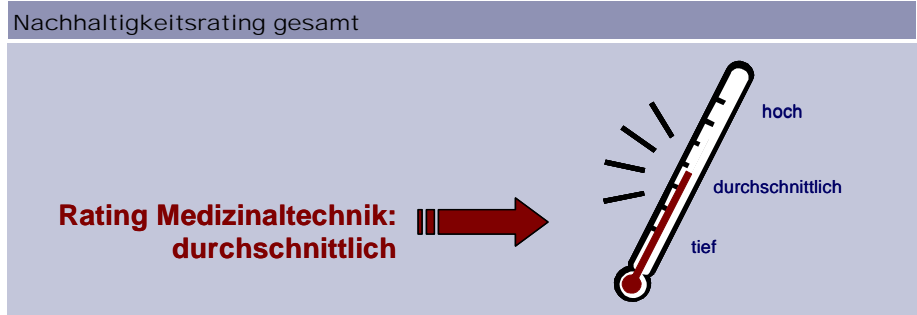 Nachhaltigkeitsrating gesamt
hoch
durchschnittlich
Rating Medizinaltechnik:
durchschnittlich
tief